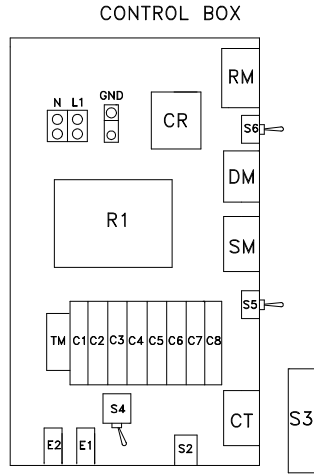 CONTROL BOX
RM
N L1 GND
CR
S6
DM
R1
SM
S5
TM C1 C2 C3 C4 C5 C6 C7 C8
S4
CT
S3
E2 E1 S2